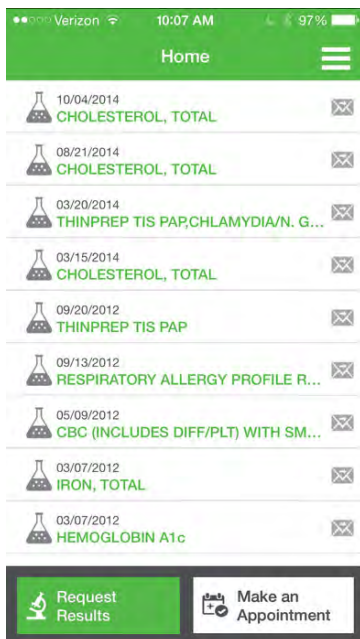 Verizon 10:07 AM 97%
Home
10/04/2014
CHOLESTEROL, TOTAL
08/21/2014
CHOLESTEROL, TOTAL
03/20/2014
THINPREP TIS PAP,CHLAMYDIA/N. G...
03/15/2014
CHOLESTEROL, TOTAL
09/20/2012
THINPREP TIS PAP
09/13/2012
RESPIRATORY ALLERGY PROFILE R...
05/09/2012
CBC (INCLUDES DIFF/PLT) WITH SM...
03/07/2012
IRON, TOTAL
03/07/2012
HEMOGLOBIN A1c
Request
Results
Make an
Appointment